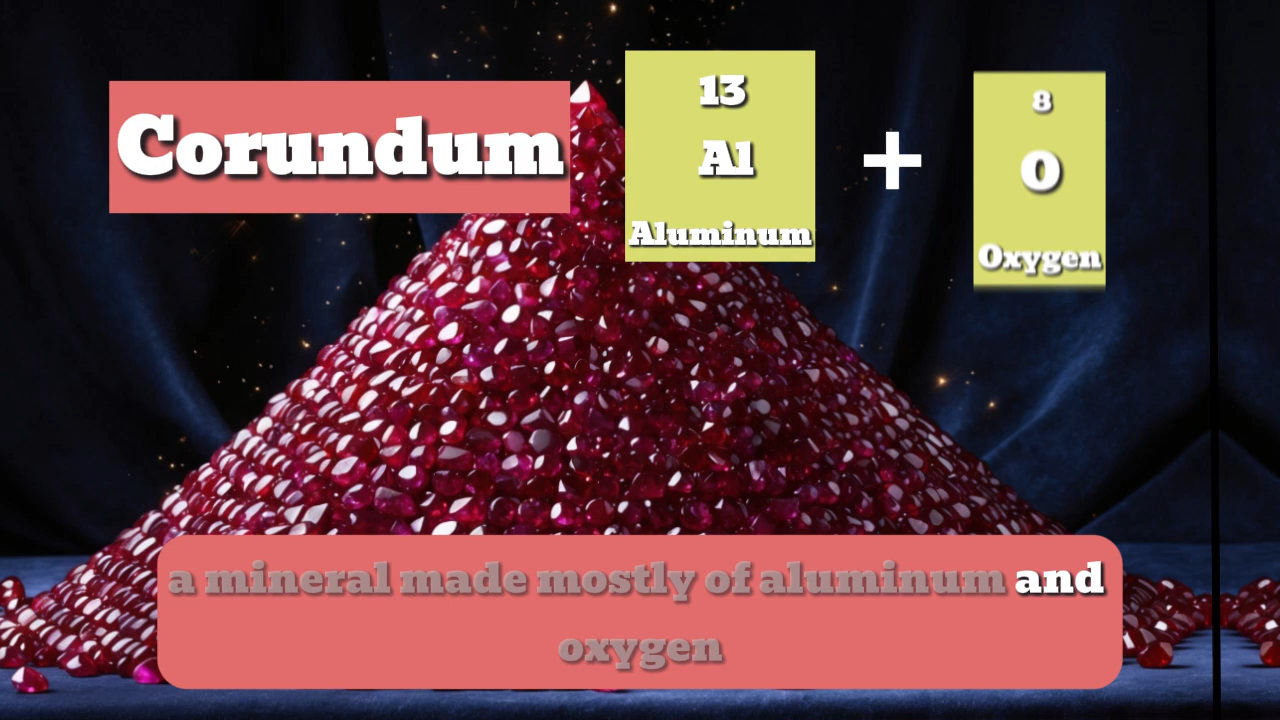 Corundum
13
Al
Aluminum
+
8
O
Oxygen
a mineral made mostly of aluminum and
oxygen